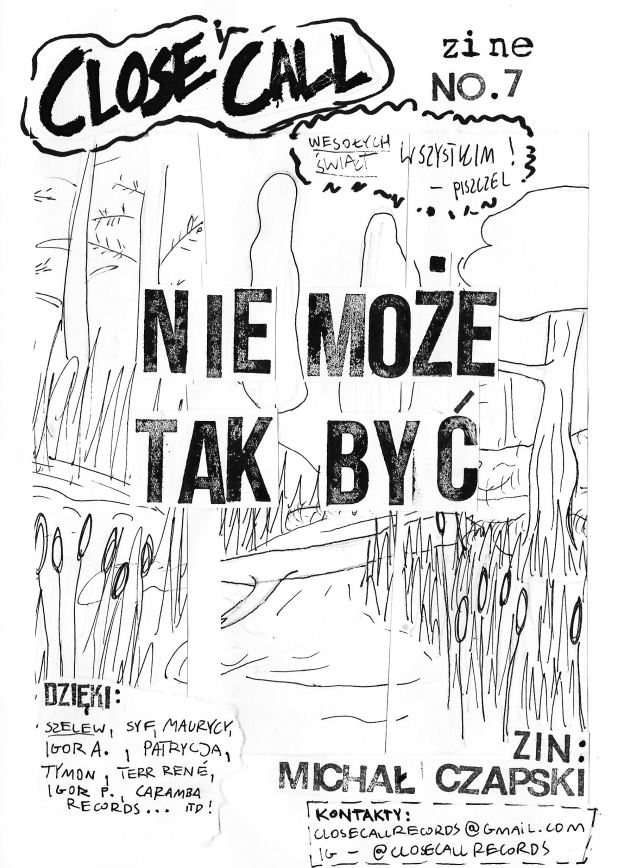 CLOSE CALL
zine
NO.7
WESOŁYCH ŚWIĄT WSZYSTKIM!
– PISZCZEL
NIE MOŻE
TAK BYĆ
DZIĘKI:
SZELEW, SYF, MAURYCY,
IGOR A., PATRYCJA,
TYMON, TERR RENÉ,
IGOR P., CARAMBA
RECORDS... ITD!
ZIN:
MICHAŁ CZAPSKI
KONTAKTY:
CLOSECALLRECORDS@GMAIL.COM
IG – @CLOSECALLRECORDS